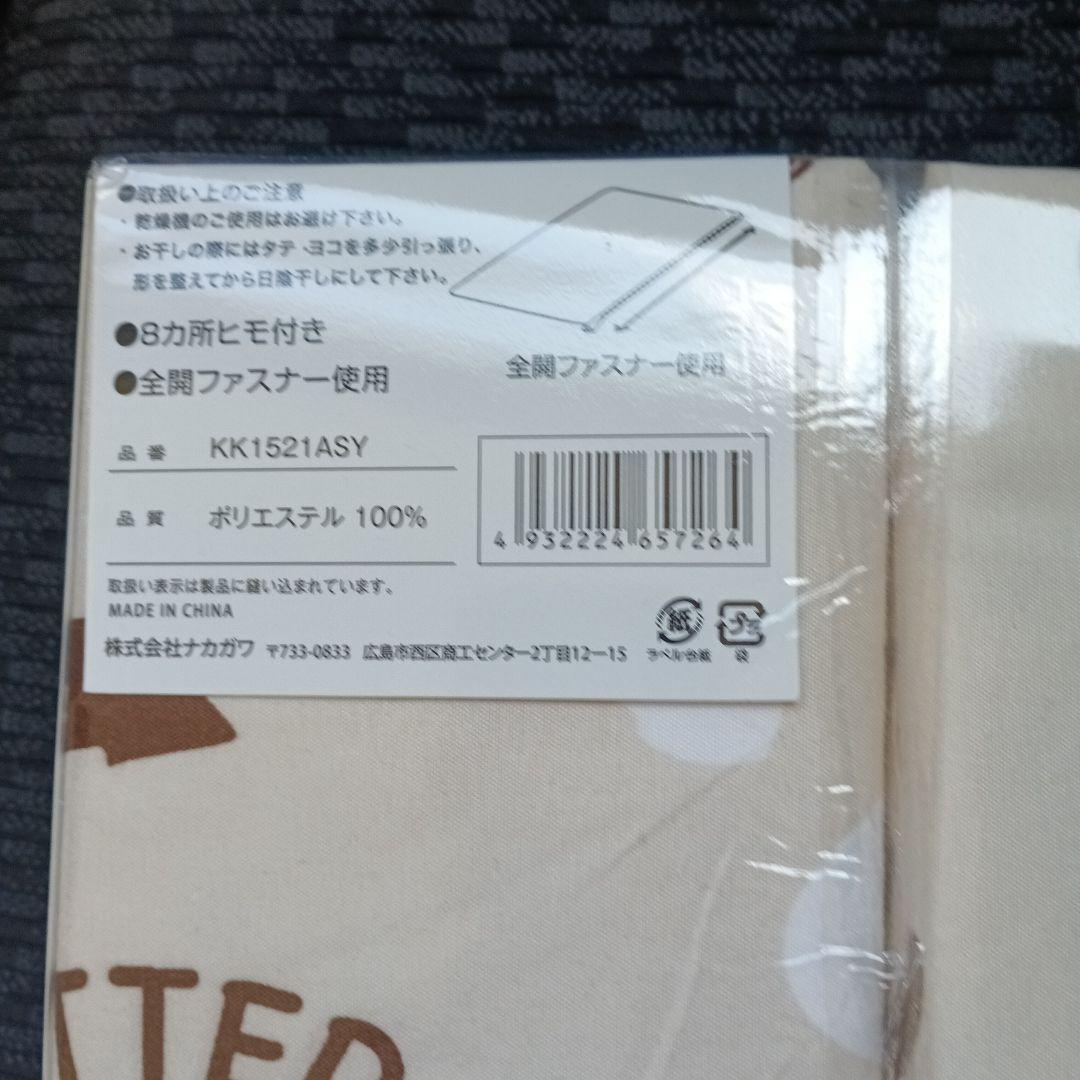 ●取扱い上のご注意
・乾燥機のご使用はお避け下さい。
・お干しの際にはタテ・ヨコを多少引っ張り、
形を整えてから日陰干しにして下さい。
●8カ所ヒモ付き
●全開ファスナー使用
全開ファスナー使用
品番 KK1521ASY
品質 ポリエステル 100%
4 932224 657264
取扱い表示は製品に縫い込まれています。
MADE IN CHINA
株式会社ナカガワ 〒733-0833 広島市西区商工センター2丁目12ー15
紙
ラベル台紙
プラ
袋
TED